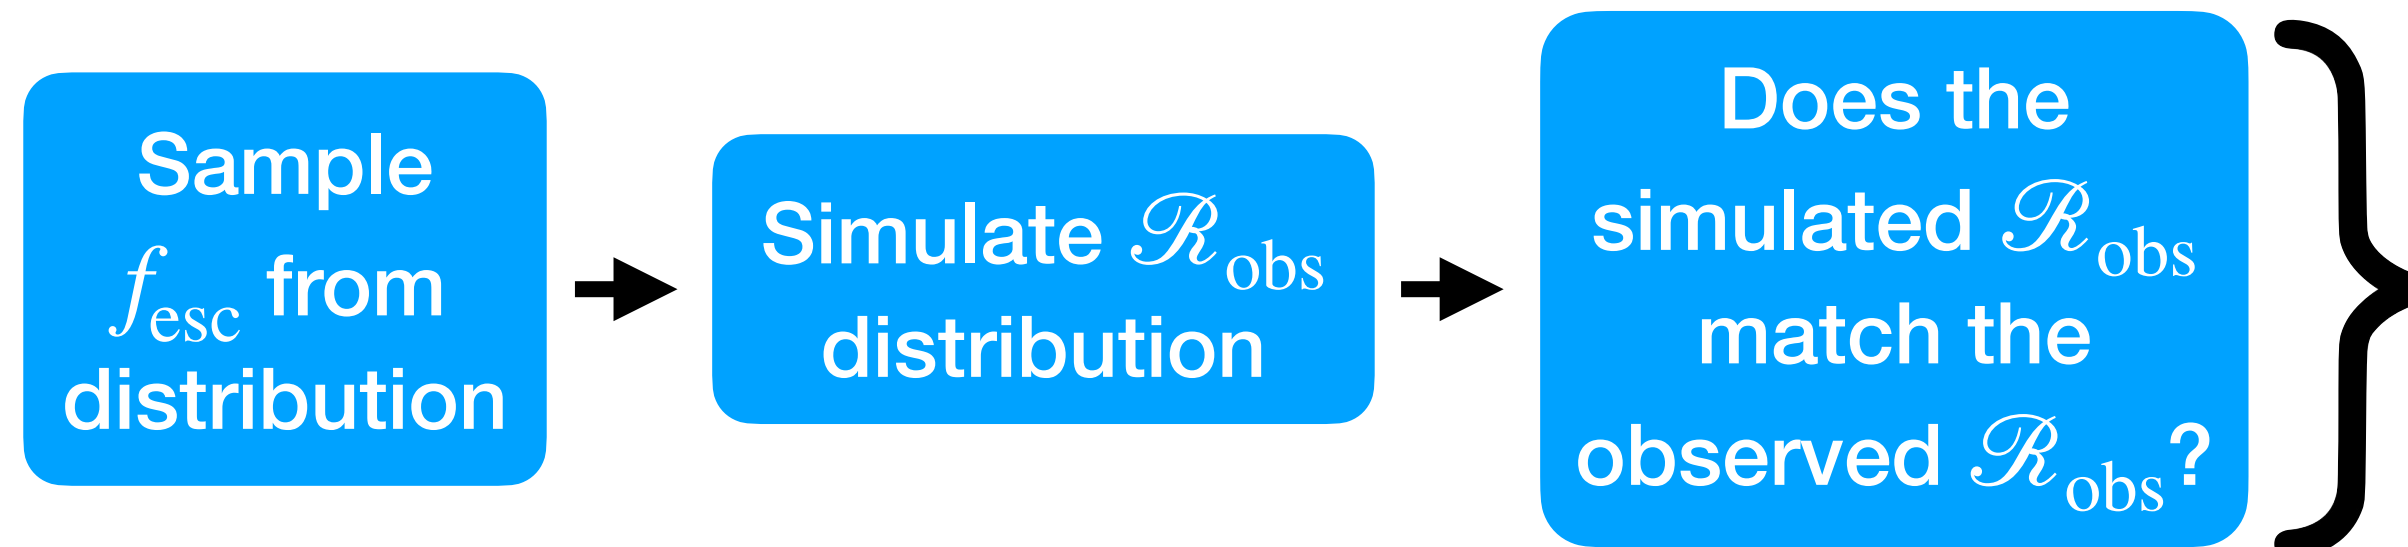 Sample
f_esc from
distribution
Simulate ℛ_obs
distribution
Does the
simulated ℛ_obs
match the
observed ℛ_obs?